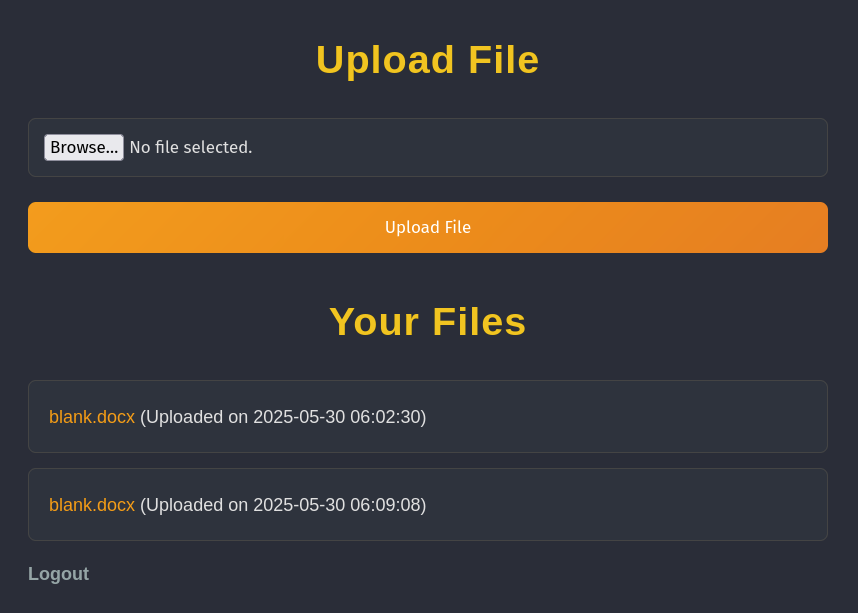 Upload File
Browse... No file selected.
Upload File
Your Files
blank.docx (Uploaded on 2025-05-30 06:02:30)
blank.docx (Uploaded on 2025-05-30 06:09:08)
Logout